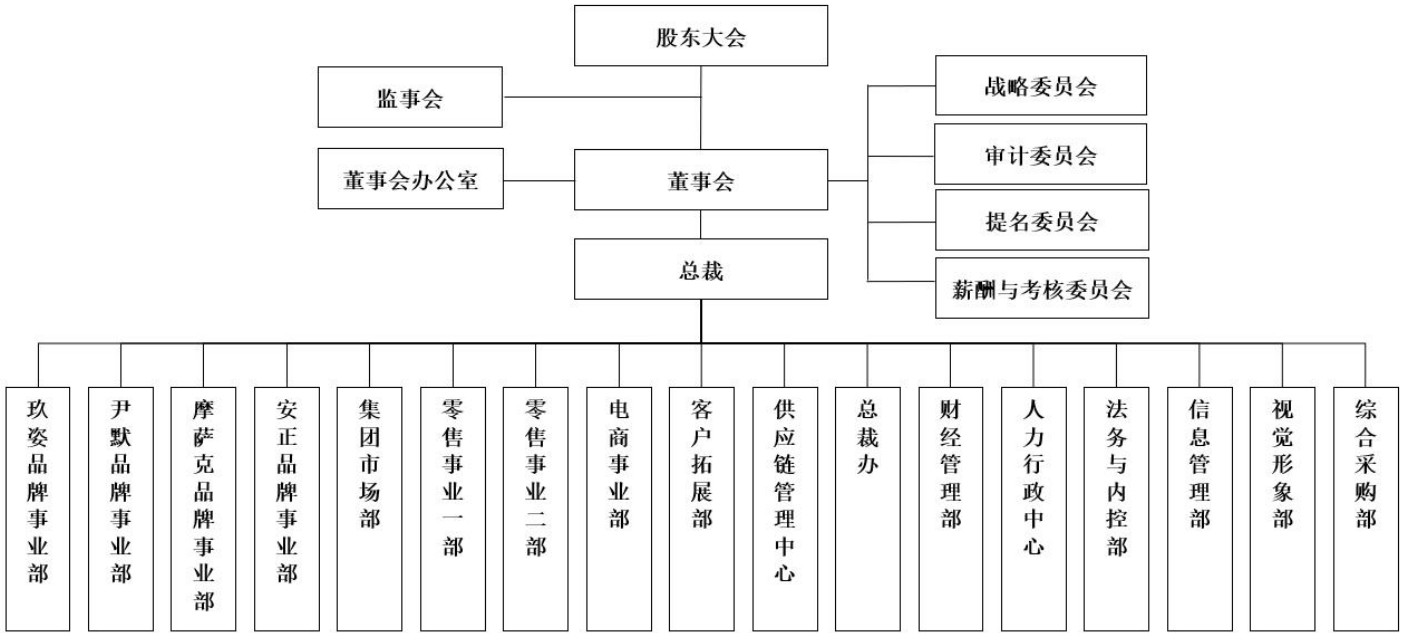 股东大会
监事会
战略委员会
审计委员会
董事会办公室
董事会
提名委员会
总裁
薪酬与考核委员会
玖姿品牌事业部
尹默品牌事业部
摩萨克品牌事业部
安正品牌事业部
集团市场部
零售事业一部
零售事业二部
电商事业部
客户拓展部
供应链管理中心
总裁办
财经管理部
人力行政中心
法务与内控部
信息管理部
视觉形象部
综合采购部